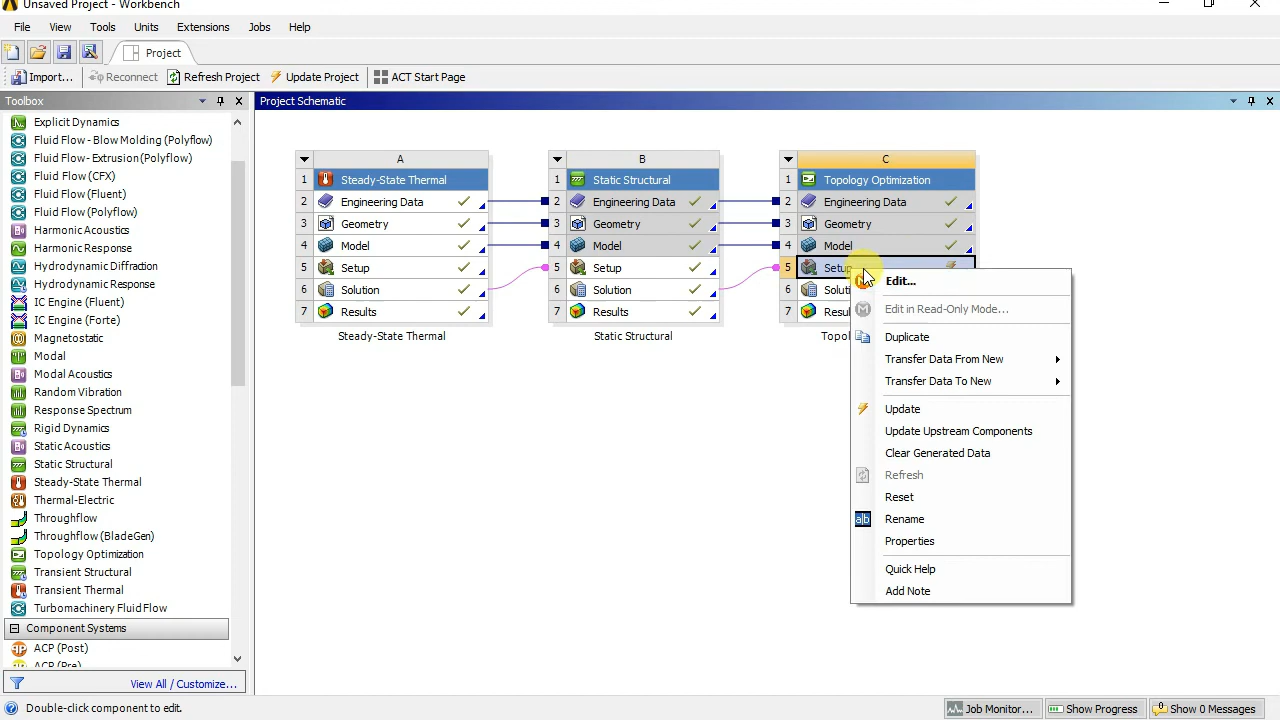 Unsaved Project - Workbench
File View Tools Units Extensions Jobs Help
Project
Import... Reconnect Refresh Project Update Project ACT Start Page
Toolbox
Explicit Dynamics
Fluid Flow - Blow Molding (Polyflow)
Fluid Flow - Extrusion (Polyflow)
Fluid Flow (CFX)
Fluid Flow (Fluent)
Fluid Flow (Polyflow)
Harmonic Acoustics
Harmonic Response
Hydrodynamic Diffraction
Hydrodynamic Response
IC Engine (Fluent)
IC Engine (Forte)
Magnetostatic
Modal
Modal Acoustics
Random Vibration
Response Spectrum
Rigid Dynamics
Static Acoustics
Static Structural
Steady-State Thermal
Thermal-Electric
Throughflow
Throughflow (BladeGen)
Topology Optimization
Transient Structural
Transient Thermal
Turbomachinery Fluid Flow
Component Systems
ACP (Post)
ACP (Pre)
View All / Customize...
Project Schematic
A
1 Steady-State Thermal
2 Engineering Data
3 Geometry
4 Model
5 Setup
6 Solution
7 Results
Steady-State Thermal
B
1 Static Structural
2 Engineering Data
3 Geometry
4 Model
5 Setup
6 Solution
7 Results
Static Structural
C
1 Topology Optimization
2 Engineering Data
3 Geometry
4 Model
5 Setup
6
7
Edit...
Edit in Read-Only Mode...
Duplicate
Transfer Data From New
Transfer Data To New
Update
Update Upstream Components
Clear Generated Data
Refresh
Reset
a|b Rename
Properties
Quick Help
Add Note
Double-click component to edit.
Job Monitor... Show Progress Show 0 Messages